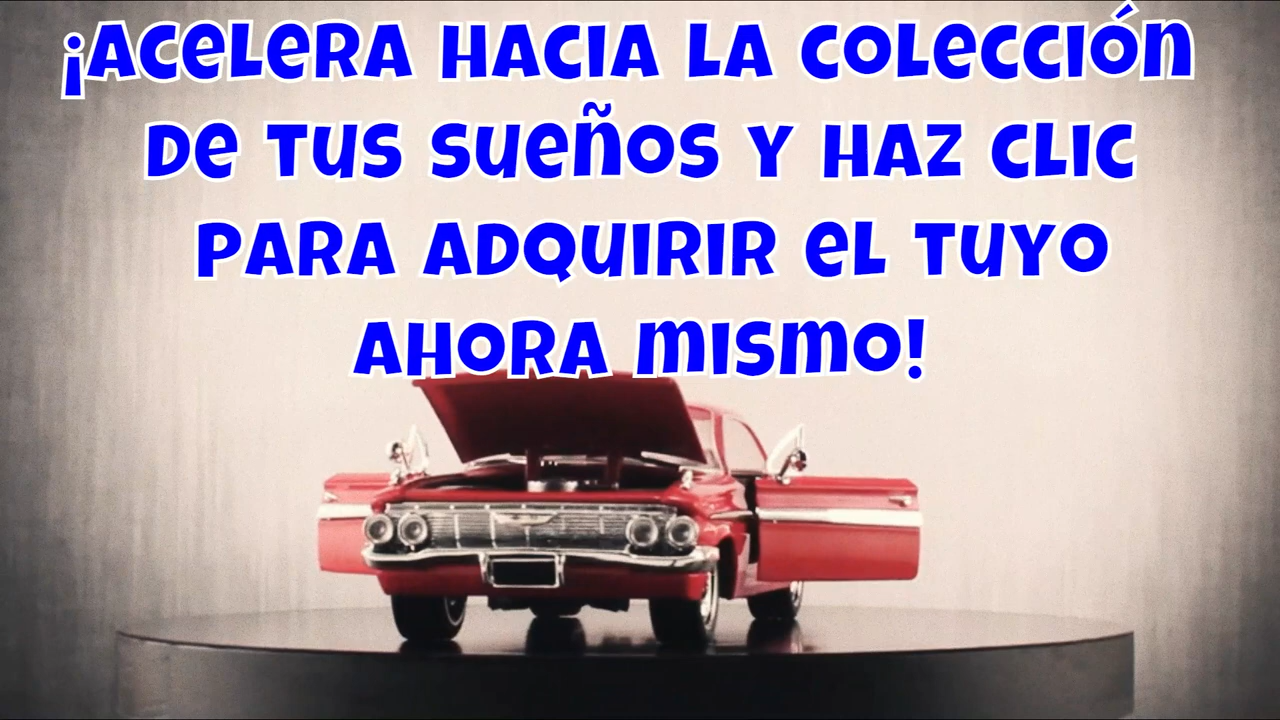 ¡Acelera hacia la colección
de tus sueños y haz clic
para adquirir el tuyo
ahora mismo!